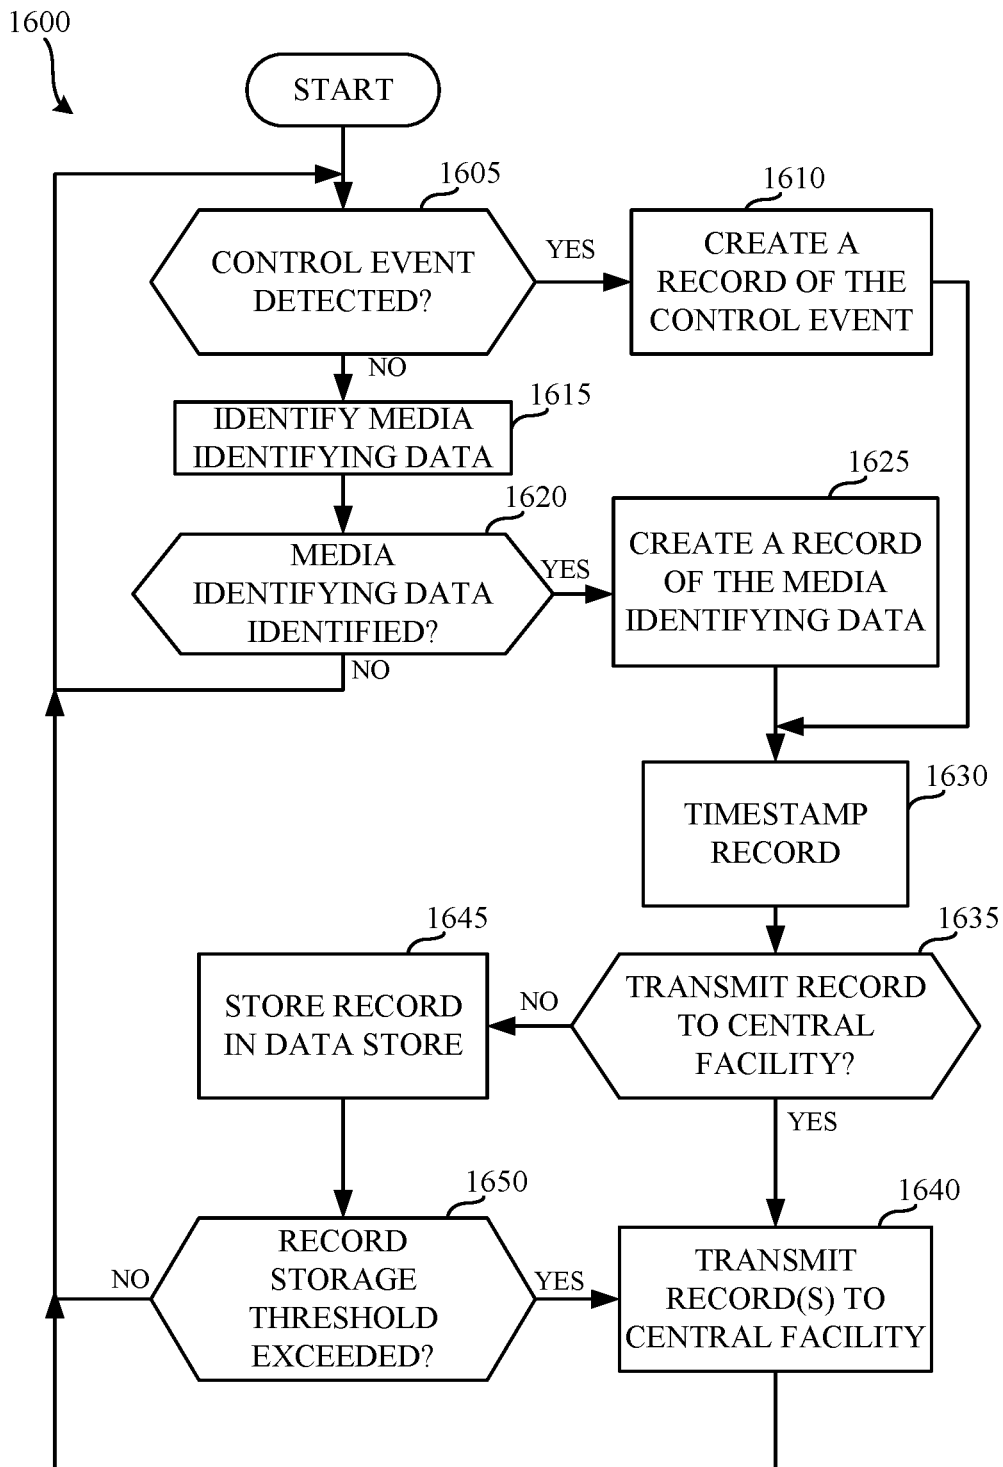 1600
START
1605
CONTROL EVENT
DETECTED?
YES
1610
CREATE A
RECORD OF THE
CONTROL EVENT
NO
1615
IDENTIFY MEDIA
IDENTIFYING DATA
1620
MEDIA
IDENTIFYING DATA
IDENTIFIED?
YES
NO
1625
CREATE A RECORD
OF THE MEDIA
IDENTIFYING DATA
1630
TIMESTAMP
RECORD
1635
TRANSMIT RECORD
TO CENTRAL
FACILITY?
NO
YES
1645
STORE RECORD
IN DATA STORE
1650
RECORD
STORAGE
THRESHOLD
EXCEEDED?
NO
YES
1640
TRANSMIT
RECORD(S) TO
CENTRAL FACILITY